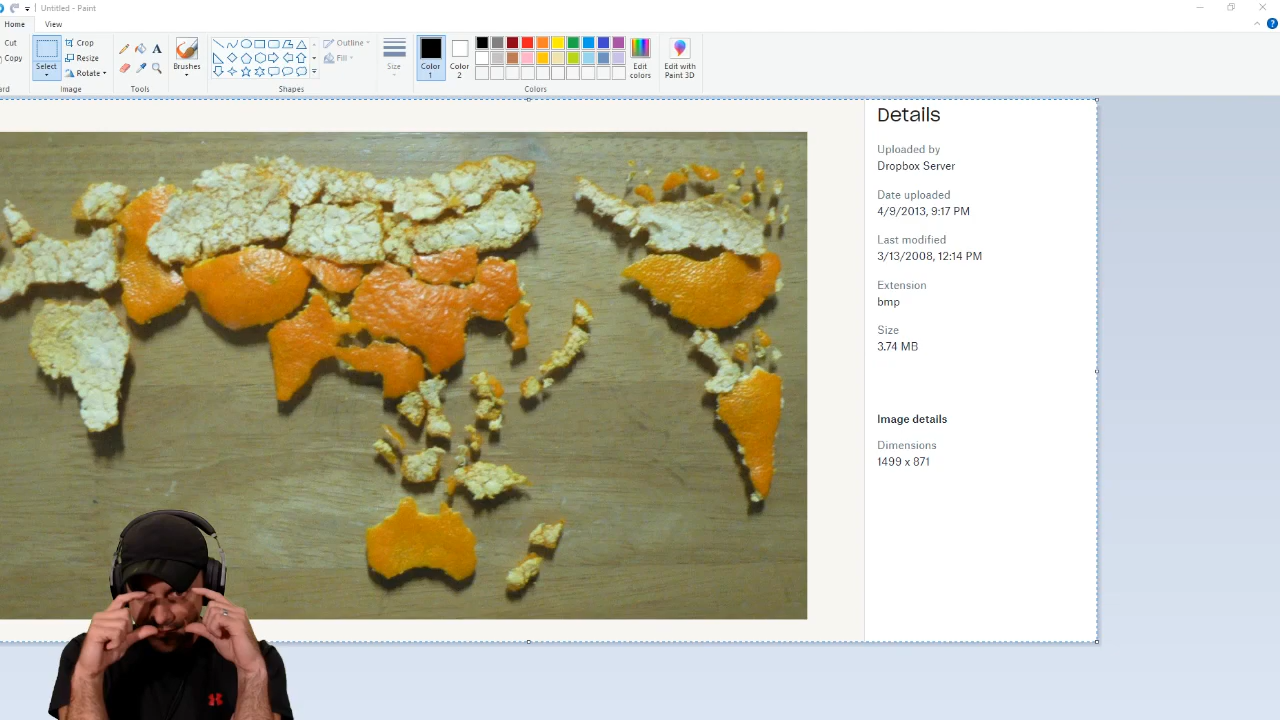 Untitled - Paint
Home View
Cut
Copy
Select
Crop
Resize
Rotate
Image
A
Tools
Brushes
Outline
Fill
Shapes
Size
Color
1
Color
2
Edit
colors
Colors
Edit with
Paint 3D
Details
Uploaded by
Dropbox Server
Date uploaded
4/9/2013, 9:17 PM
Last modified
3/13/2008, 12:14 PM
Extension
bmp
Size
3.74 MB
Image details
Dimensions
1499 x 871